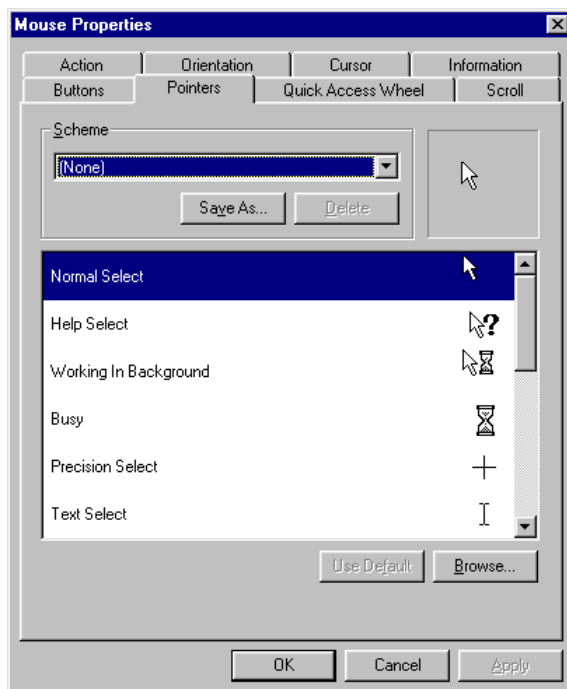 Mouse Properties
Action Orientation Cursor Information
Buttons Pointers Quick Access Wheel Scroll
Scheme
(None)
Save As... Delete
Normal Select
Help Select
Working In Background
Busy
Precision Select
Text Select
Use Default Browse...
OK Cancel Apply